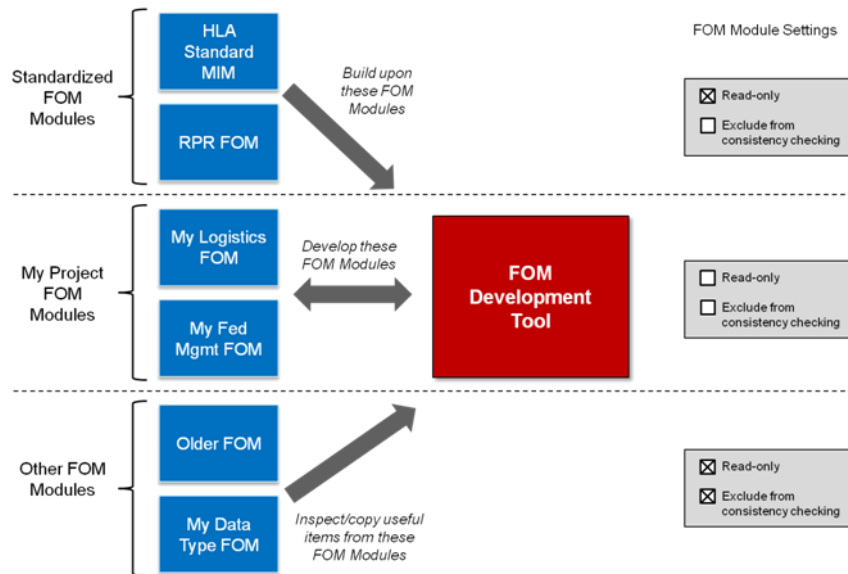 FOM Module Settings
Standardized
FOM
Modules
HLA
Standard
MIM
RPR FOM
Build upon
these FOM
Modules
Read-only
Exclude from
consistency checking
My Project
FOM
Modules
My Logistics
FOM
My Fed
Mgmt FOM
Develop these
FOM Modules
FOM
Development
Tool
Read-only
Exclude from
consistency checking
Other FOM
Modules
Older FOM
My Data
Type FOM
Inspect/copy useful
items from these
FOM Modules
Read-only
Exclude from
consistency checking